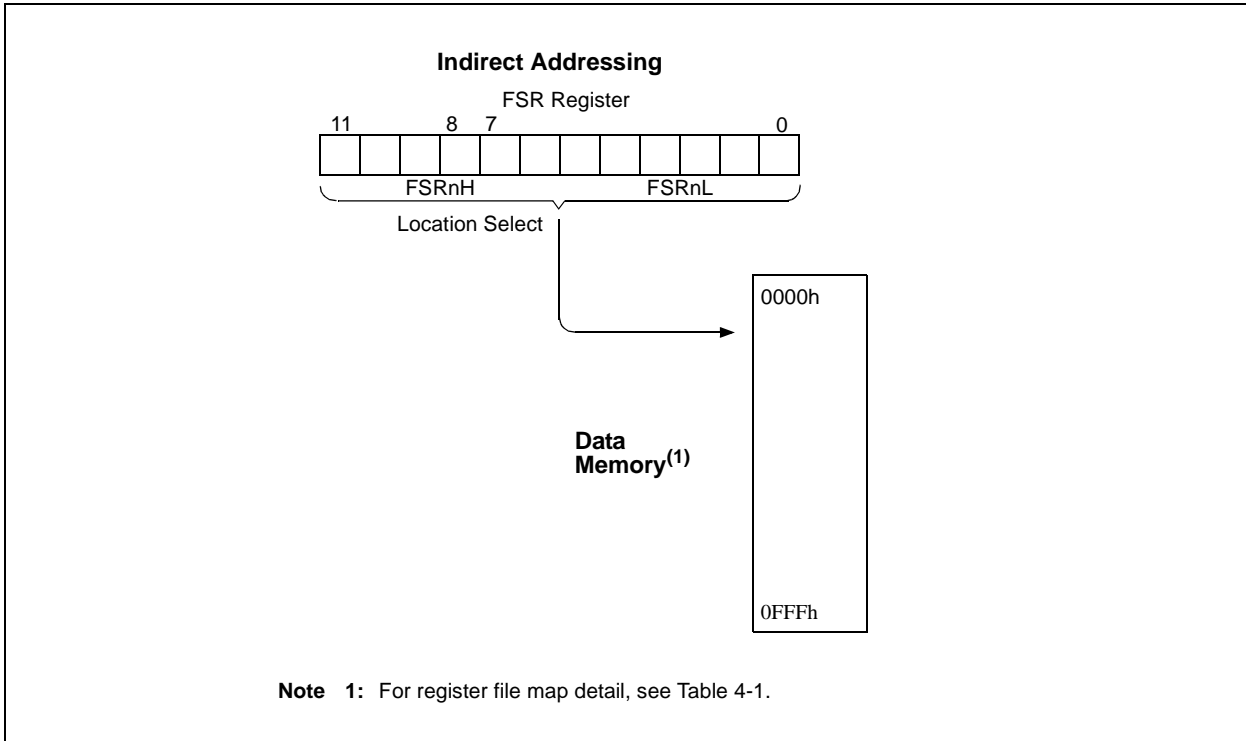 Indirect Addressing
FSR Register
11 8 7 0
FSRnH FSRnL
Location Select
0000h
Data
Memory(1)
0FFFh
Note 1: For register file map detail, see Table 4-1.